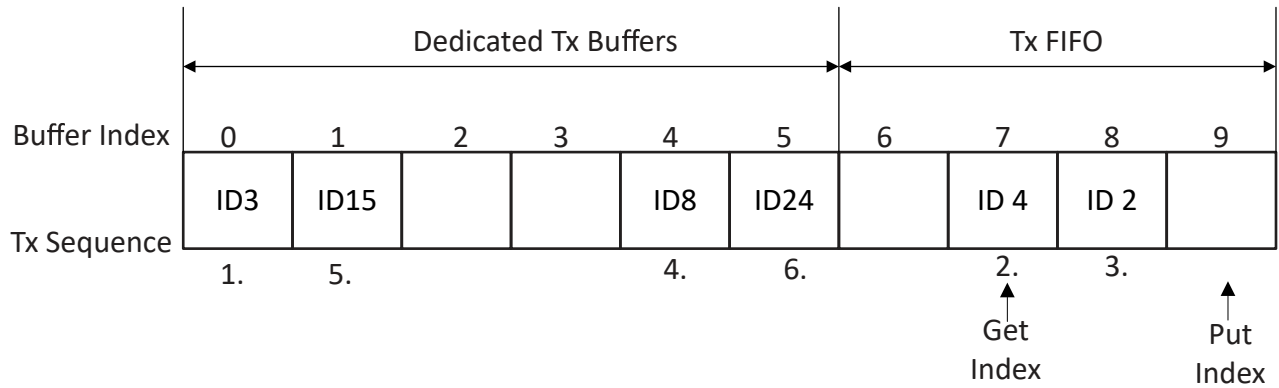 Dedicated Tx Buffers Tx FIFO
Buffer Index 0 1 2 3 4 5 6 7 8 9
ID3 ID15 ID8 ID24 ID 4 ID 2
Tx Sequence
1. 5. 4. 6. 2. 3.
Get Put
Index Index